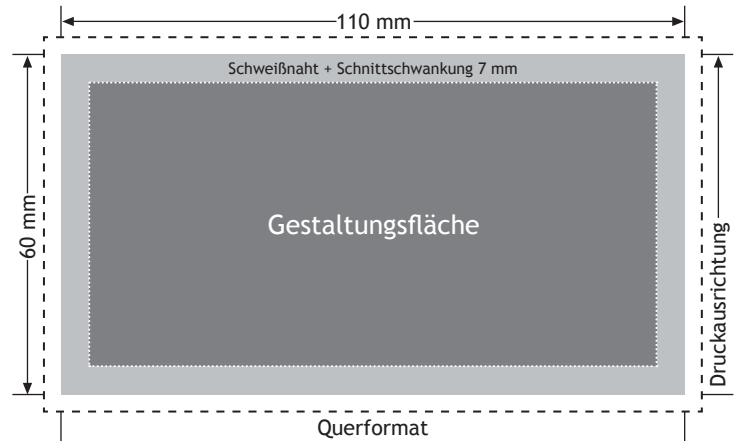 110 mm
Schweißnaht + Schnittschwankung 7 mm
60 mm
Gestaltungsfläche
Druckausrichtung
Querformat